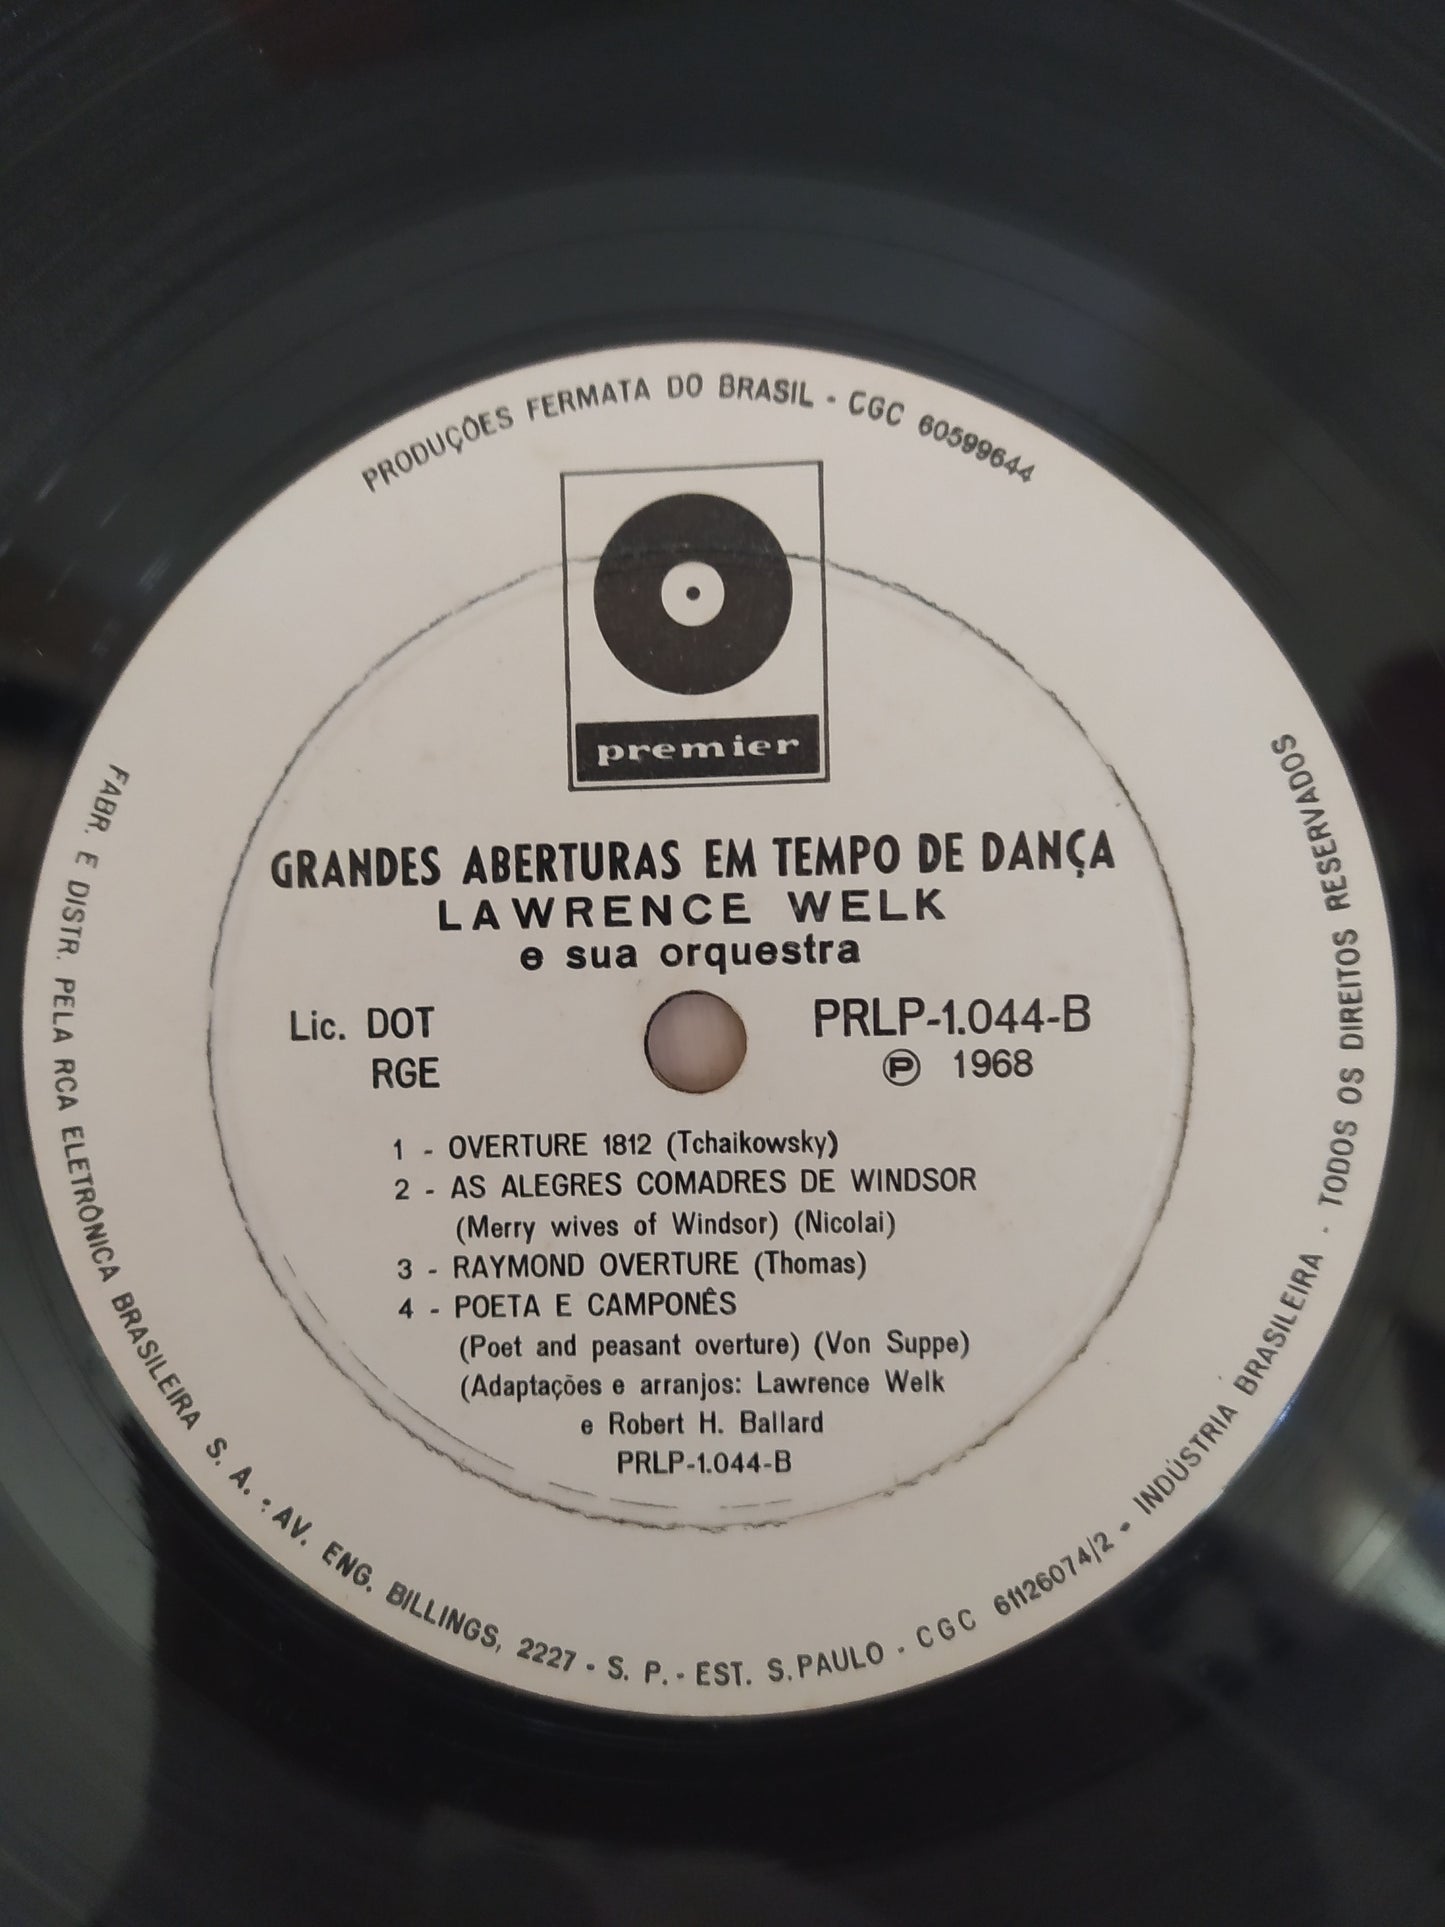 PRODUÇÕES FERMATA DO BRASIL - CGC 60599644
premier
GRANDES ABERTURAS EM TEMPO DE DANÇA
LAWRENCE WELK
e sua orquestra
Lic. DOT
RGE
PRLP-1.044-B
Ⓟ 1968
1 - OVERTURE 1812 (Tchaikowsky)
2 - AS ALEGRES COMADRES DE WINDSOR
(Merry wives of Windsor) (Nicolai)
3 - RAYMOND OVERTURE (Thomas)
4 - POETA E CAMPONÊS
(Poet and peasant overture) (Von Suppe)
(Adaptações e arranjos: Lawrence Welk
e Robert H. Ballard
PRLP-1.044-B
FABR. E DISTR. PELA RCA ELETRÔNICA BRASILEIRA S. A. : AV. ENG. BILLINGS, 2227 - S. P. - EST. S. PAULO - CGC 61126074/2 - INDÚSTRIA BRASILEIRA - TODOS OS DIREITOS RESERVADOS